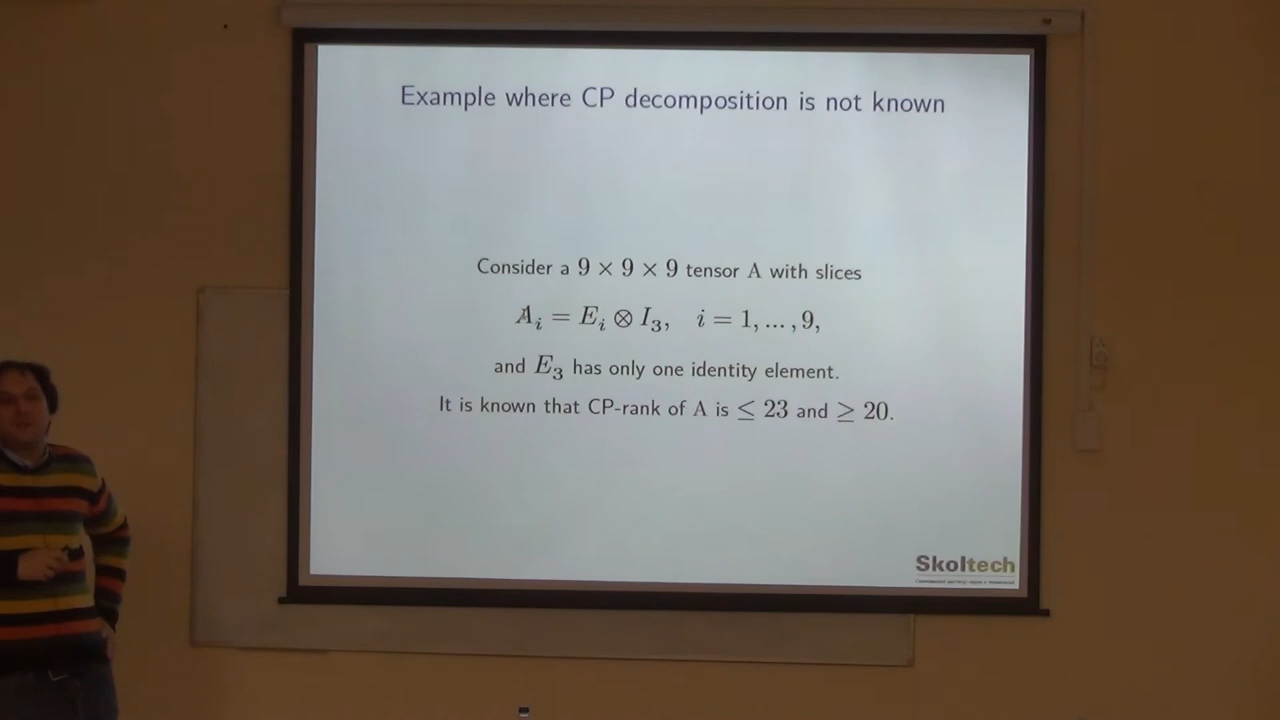 Example where CP decomposition is not known
Consider a 9 × 9 × 9 tensor A with slices
A_i = E_i ⊗ I_3, i = 1, ... , 9,
and E_3 has only one identity element.
It is known that CP-rank of A is ≤ 23 and ≥ 20.
Skoltech